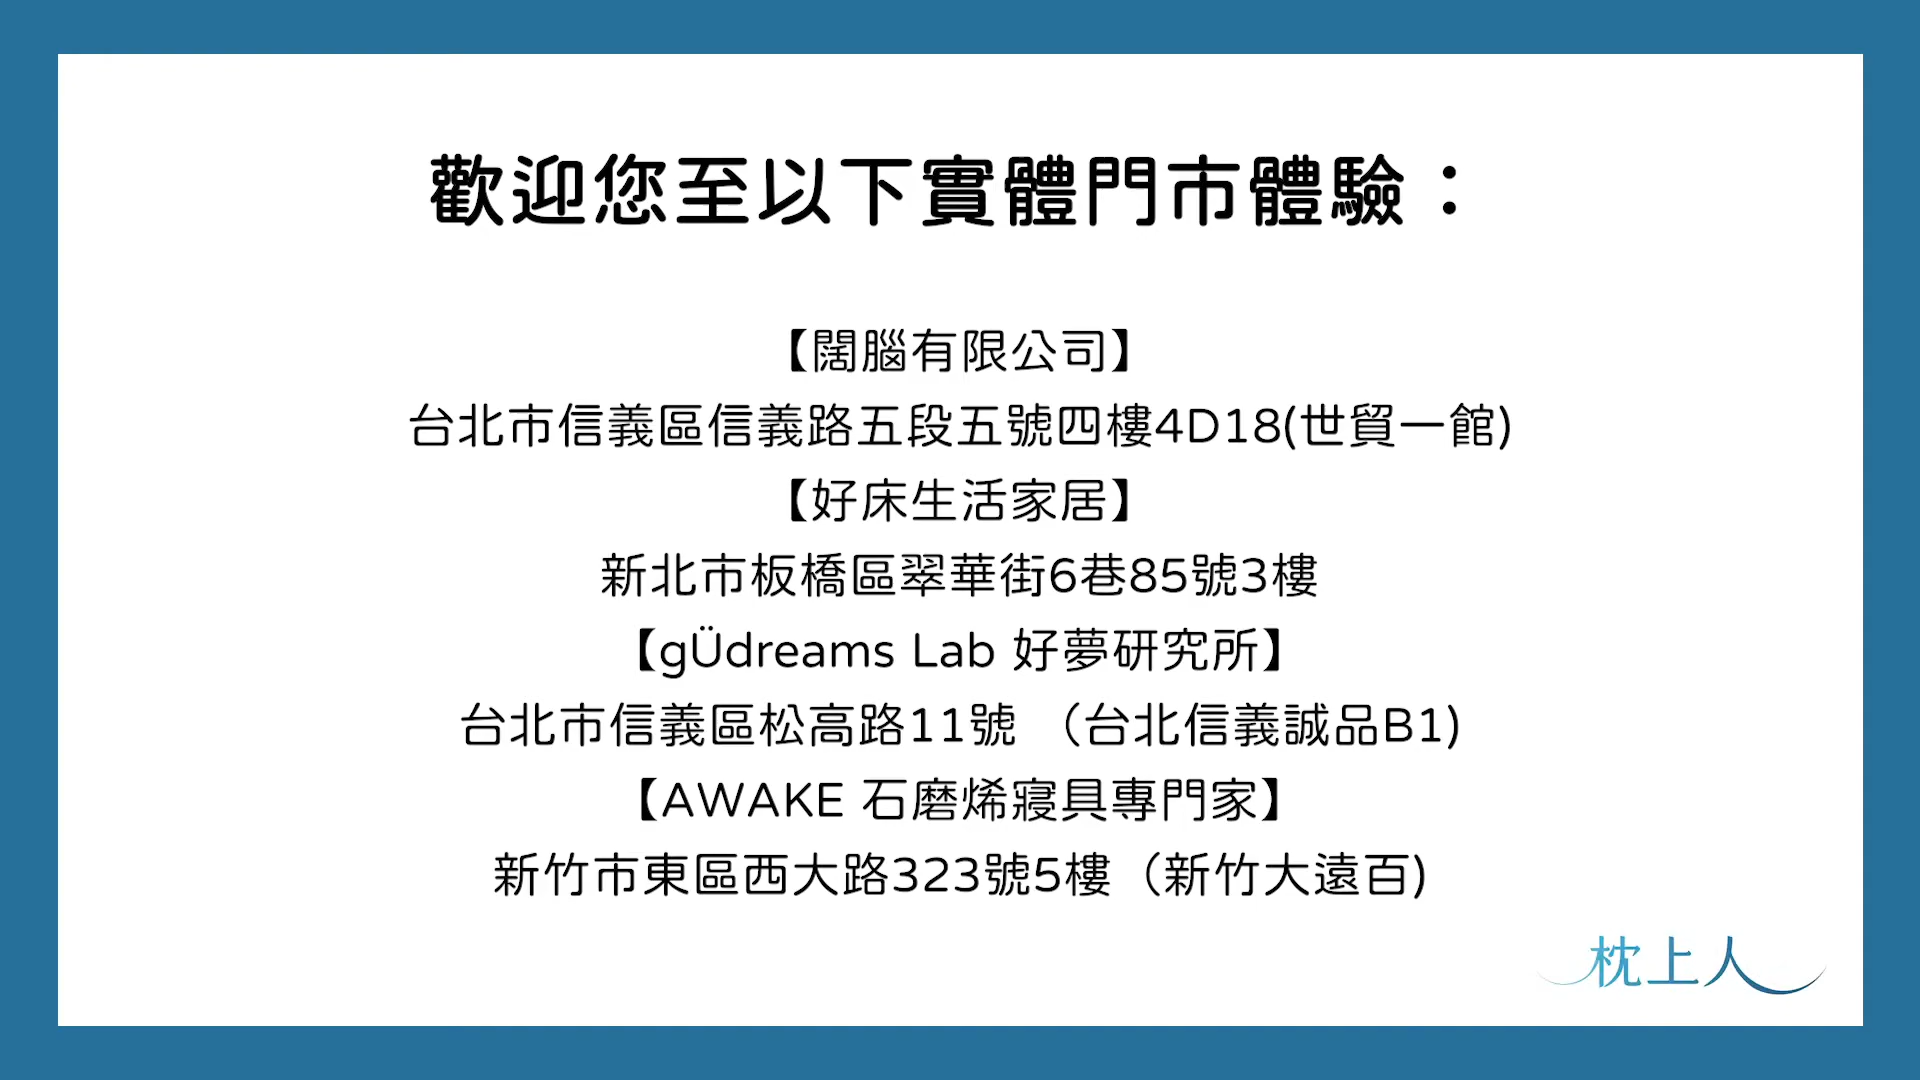 歡迎您至以下實體門市體驗：
【闊腦有限公司】
台北市信義區信義路五段五號四樓4D18(世貿一館)
【好床生活家居】
新北市板橋區翠華街6巷85號3樓
【gÜdreams Lab 好夢研究所】
台北市信義區松高路11號 （台北信義誠品B1)
【AWAKE 石磨烯寢具專門家】
新竹市東區西大路323號5樓（新竹大遠百)
枕上人